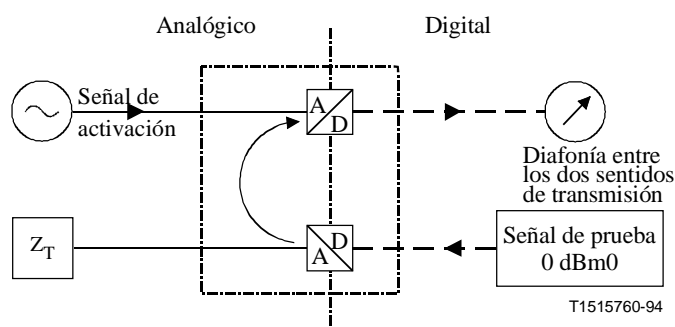 Analógico
Digital
Señal de
activación
A
D
Diafonía entre
los dos sentidos
de transmisión
Z_T
D
A
Señal de prueba
0 dBm0
T1515760-94